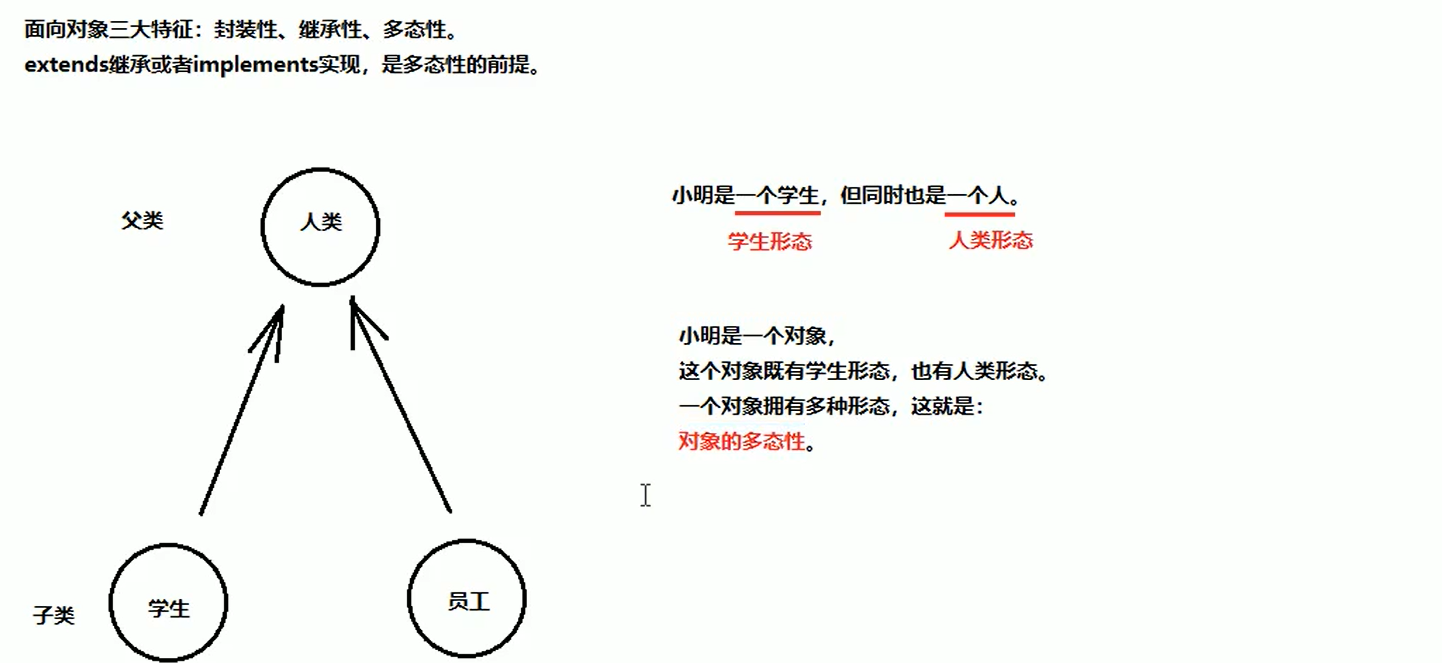 面向对象三大特征：封装性、继承性、多态性。
extends继承或者implements实现，是多态性的前提。
父类
人类
小明是一个学生，但同时也是一个人。
学生形态
人类形态
小明是一个对象，
这个对象既有学生形态，也有人类形态。
一个对象拥有多种形态，这就是：
对象的多态性。
子类
学生
员工